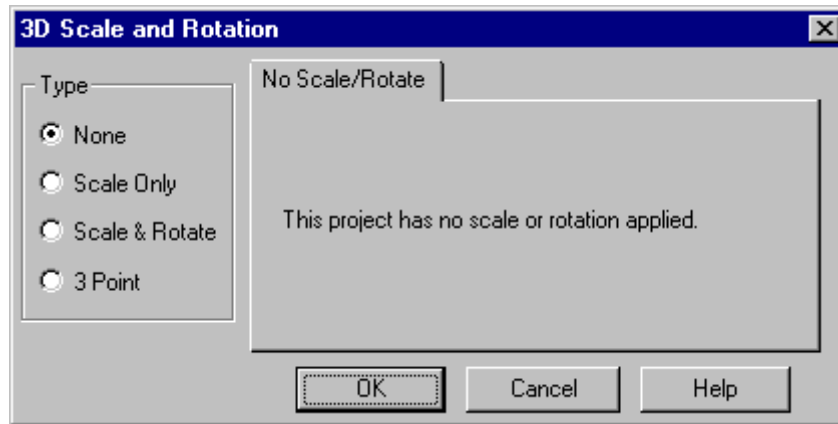 3D Scale and Rotation
Type
None
Scale Only
Scale & Rotate
3 Point
No Scale/Rotate
This project has no scale or rotation applied.
OK
Cancel
Help